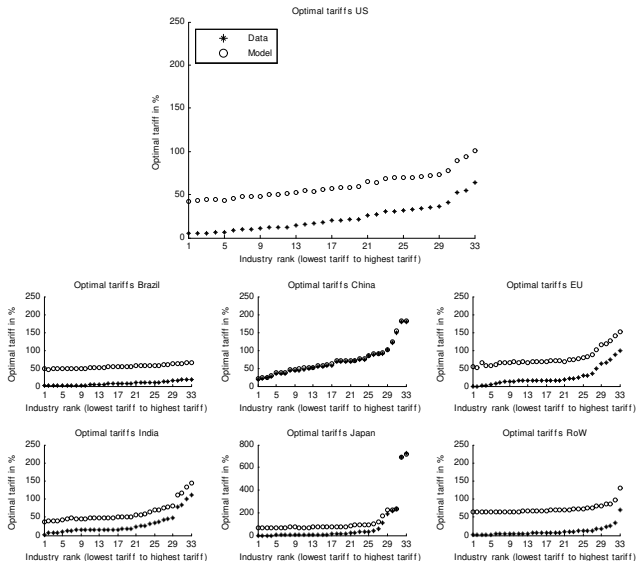 Optimal tariffs US
Data
Model
Optimal tariff in %
250
200
150
100
50
0
1 5 9 13 17 21 25 29 33
Industry rank (lowest tariff to highest tariff)
Optimal tariffs Brazil
Optimal tariff in %
250
200
150
100
50
0
1 5 9 13 17 21 25 29 33
Industry rank (lowest tariff to highest tariff)
Optimal tariffs China
Optimal tariff in %
250
200
150
100
50
0
1 5 9 13 17 21 25 29 33
Industry rank (lowest tariff to highest tariff)
Optimal tariffs EU
Optimal tariff in %
250
200
150
100
50
0
1 5 9 13 17 21 25 29 33
Industry rank (lowest tariff to highest tariff)
Optimal tariffs India
Optimal tariff in %
250
200
150
100
50
0
1 5 9 13 17 21 25 29 33
Industry rank (lowest tariff to highest tariff)
Optimal tariffs Japan
Optimal tariff in %
800
600
400
200
0
1 5 9 13 17 21 25 29 33
Industry rank (lowest tariff to highest tariff)
Optimal tariffs RoW
Optimal tariff in %
250
200
150
100
50
0
1 5 9 13 17 21 25 29 33
Industry rank (lowest tariff to highest tariff)